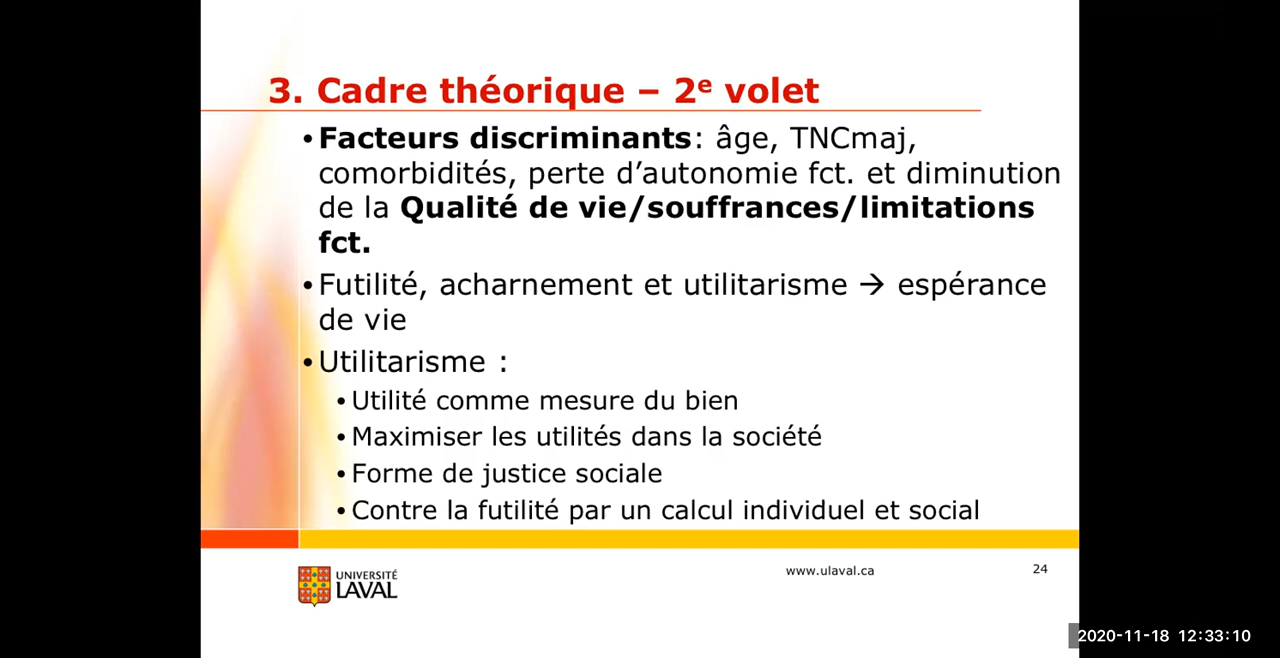 3. Cadre théorique – 2e volet
• Facteurs discriminants: âge, TNCmaj,
comorbidités, perte d’autonomie fct. et diminution
de la Qualité de vie/souffrances/limitations
fct.
• Futilité, acharnement et utilitarisme → espérance
de vie
• Utilitarisme :
• Utilité comme mesure du bien
• Maximiser les utilités dans la société
• Forme de justice sociale
• Contre la futilité par un calcul individuel et social
UNIVERSITÉ
LAVAL
www.ulaval.ca
24
2020-11-18 12:33:10